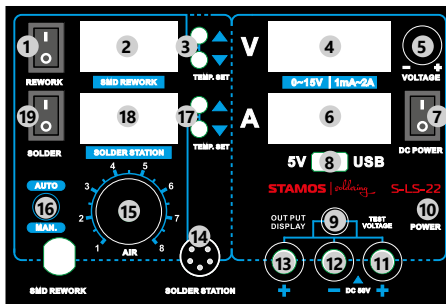 1 2 3 V 4 5
REWORK SMD REWORK TEMP. SET 0~15V 1mA~2A - + VOLTAGE
19 18 17 A 6 7
SOLDER SOLDER STATION TEMP. SET DC POWER
5V 8 USB
STAMOS soldering S-LS-22
AUTO
16
MAN.
1 2 3 4 5 6 7 8
15
AIR
14
OUT PUT DISPLAY 9 TEST VOLTAGE
10
POWER
13 12 11
+ - DC 55V +
SMD REWORK SOLDER STATION